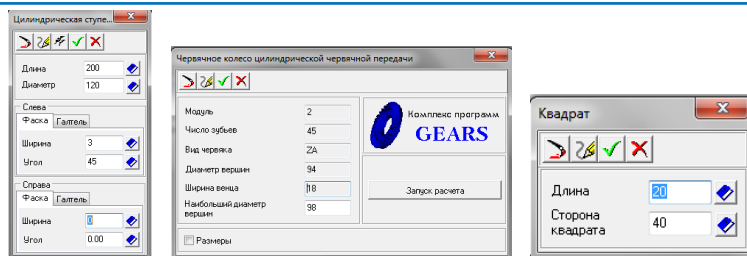 Цилиндрическая ступе...
Длина 200
Диаметр 120
Слева
Фаска Галтель
Ширина 3
Угол 45
Справа
Фаска Галтель
Ширина 0
Угол 0.00
Червячное колесо цилиндрической червячной передачи
Модуль 2
Число зубьев 45
Вид червяка ZA
Диаметр вершин 94
Ширина венца 18
Наибольший диаметр
вершин 98
Размеры
Комплекс программ
GEARS
Запуск расчета
Квадрат
Длина 20
Сторона
квадрата 40